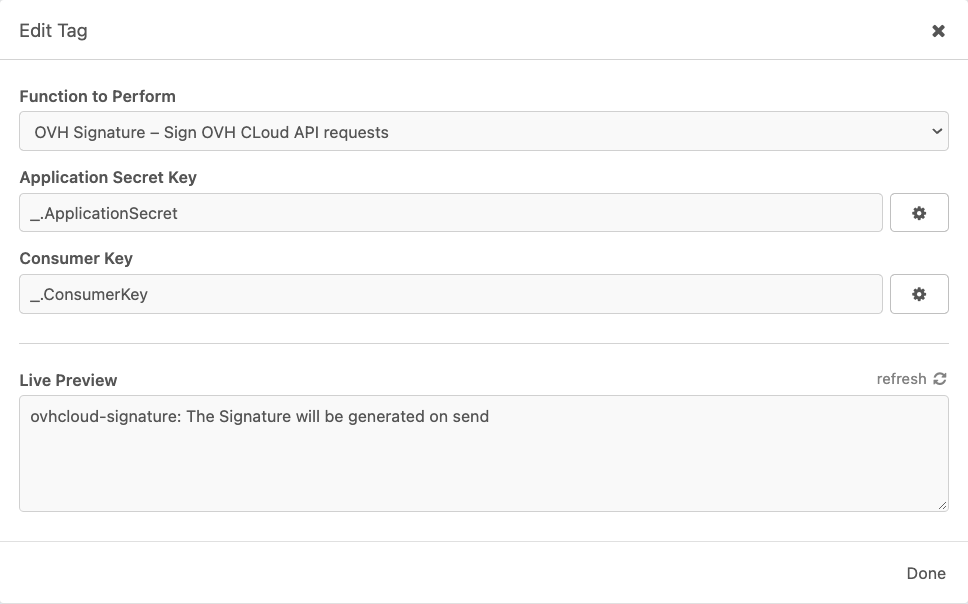 Edit Tag
Function to Perform
OVH Signature – Sign OVH CLoud API requests
Application Secret Key
_.ApplicationSecret
Consumer Key
_.ConsumerKey
Live Preview
refresh
ovhcloud-signature: The Signature will be generated on send
Done